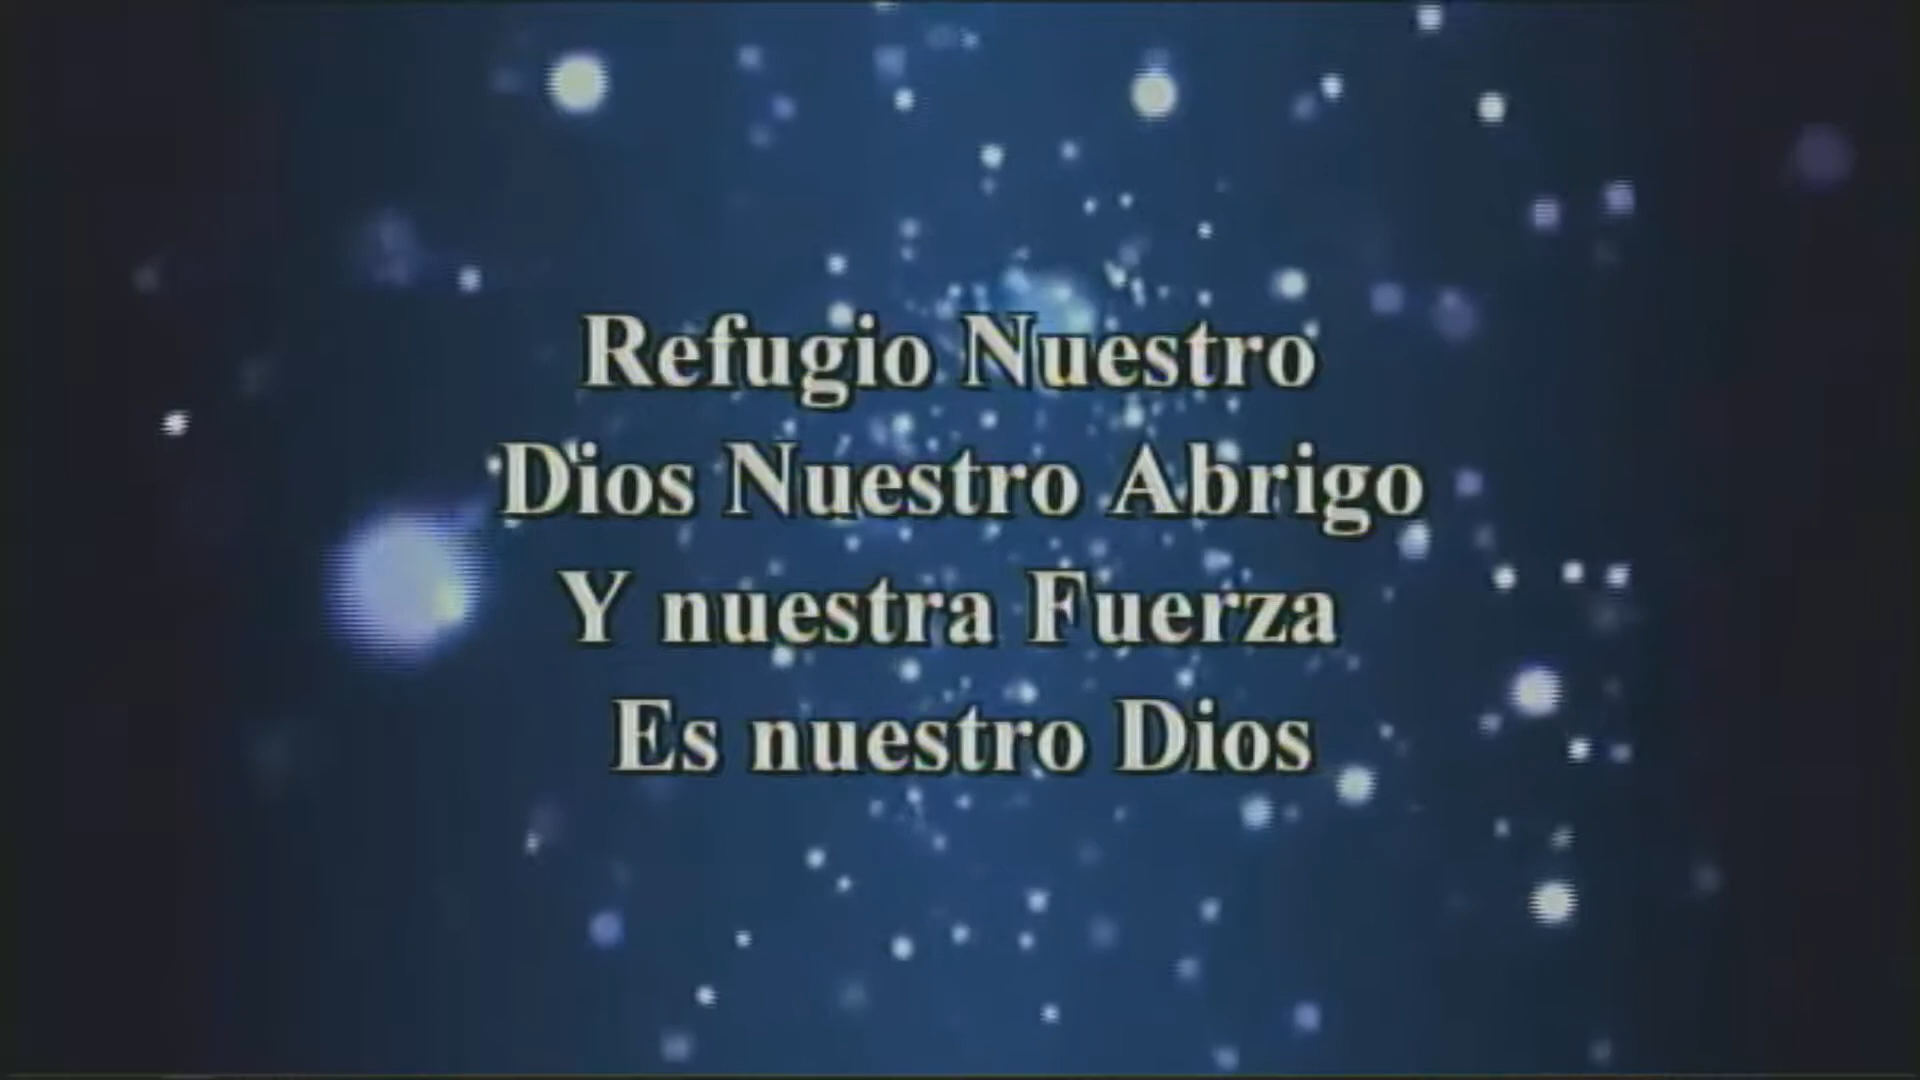 Refugio Nuestro
Dios Nuestro Abrigo
Y nuestra Fuerza
Es nuestro Dios